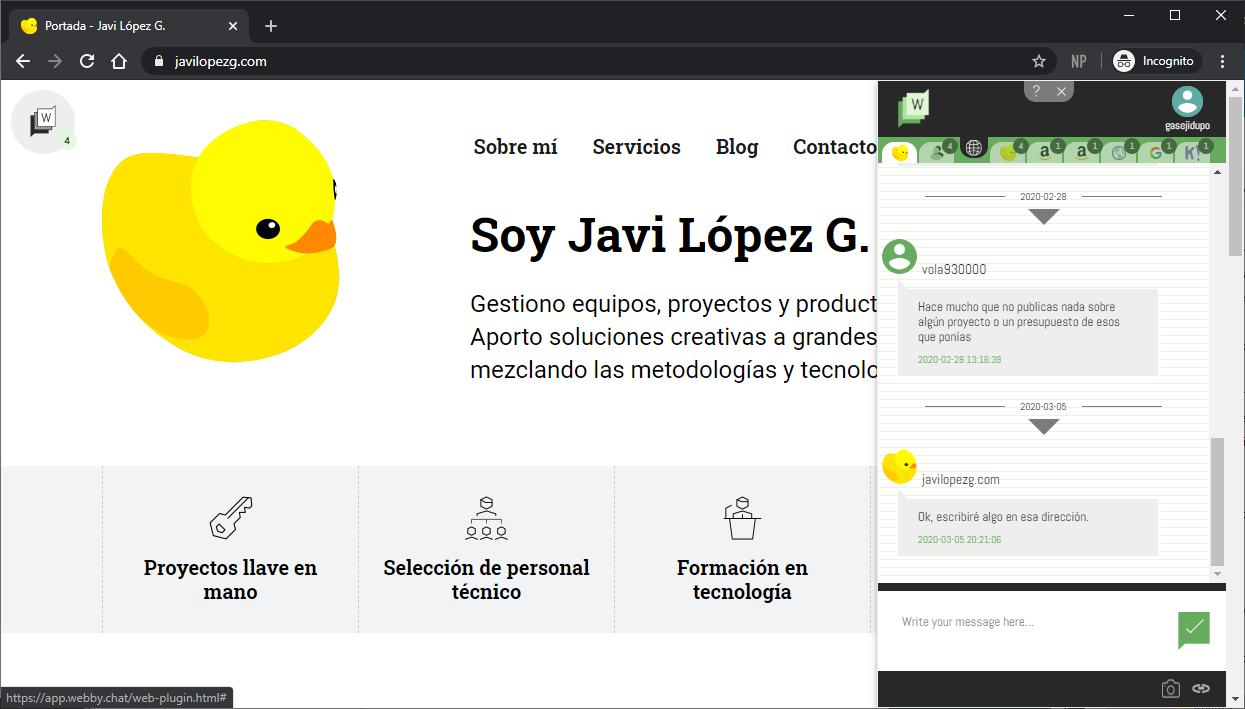 Portada - Javi López G.
javilopezg.com
NP
Incognito
W
4
Sobre mí
Servicios
Blog
Contacto
Soy Javi López G.
Gestiono equipos, proyectos y product
Aporto soluciones creativas a grandes
mezclando las metodologías y tecnolo
Proyectos llave en
mano
Selección de personal
técnico
Formación en
tecnología
https://app.webby.chat/web-plugin.html#
W
?
gasejidupo
4
4
a
1
a
1
1
G
1
K!
1
2020-02-28
vola930000
Hace mucho que no publicas nada sobre
algún proyecto o un presupuesto de esos
que ponías
2020-02-28 13:16:39
2020-03-05
javilopezg.com
Ok, escribiré algo en esa dirección.
2020-03-05 20:21:06
Write your message here...